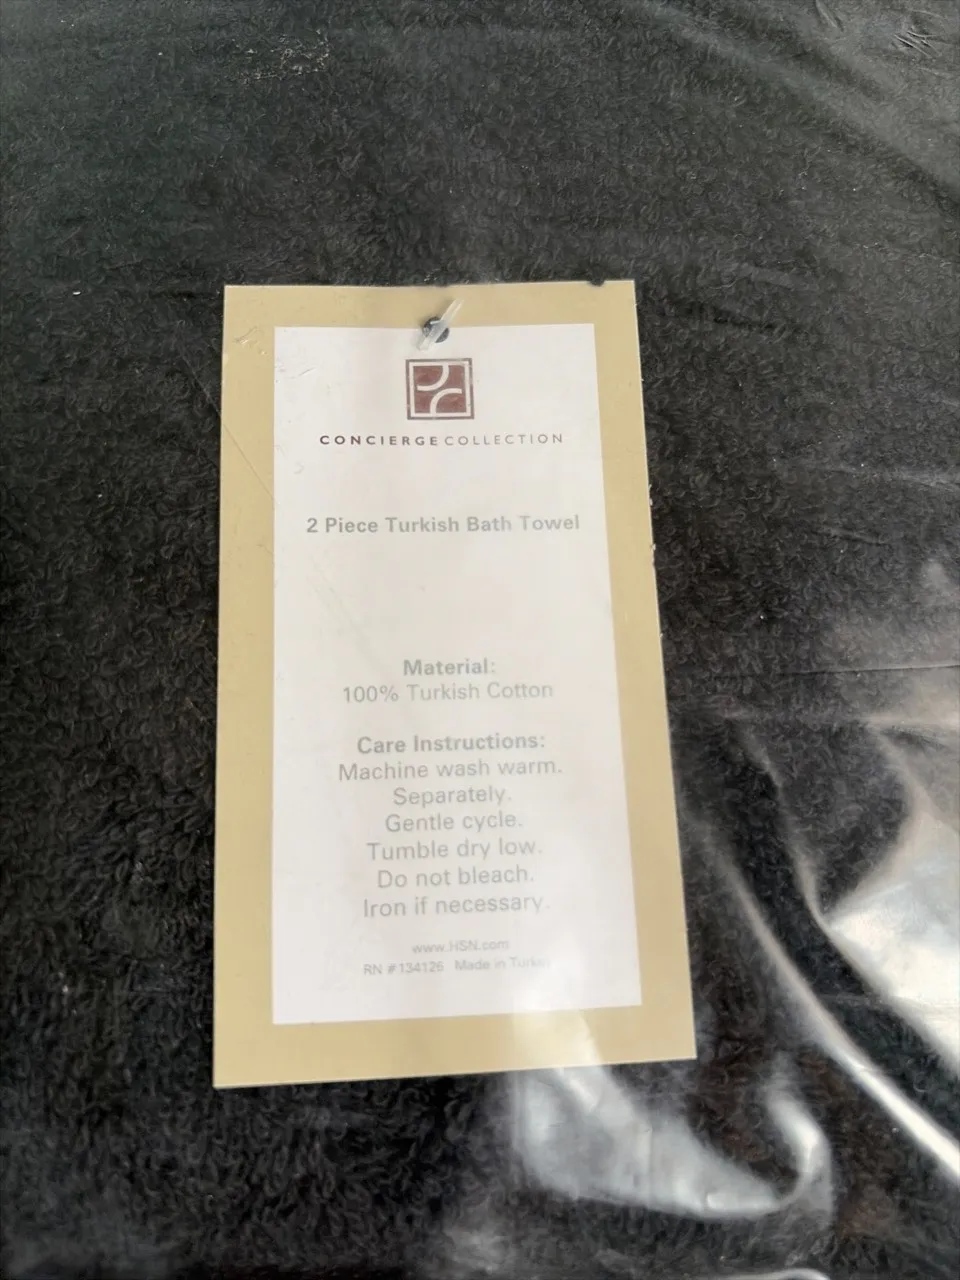 CONCIERGE COLLECTION
2 Piece Turkish Bath Towel
Material:
100% Turkish Cotton
Care Instructions:
Machine wash warm.
Separately.
Gentle cycle.
Tumble dry low.
Do not bleach.
Iron if necessary.
www.HSN.com
RN #134126 Made in